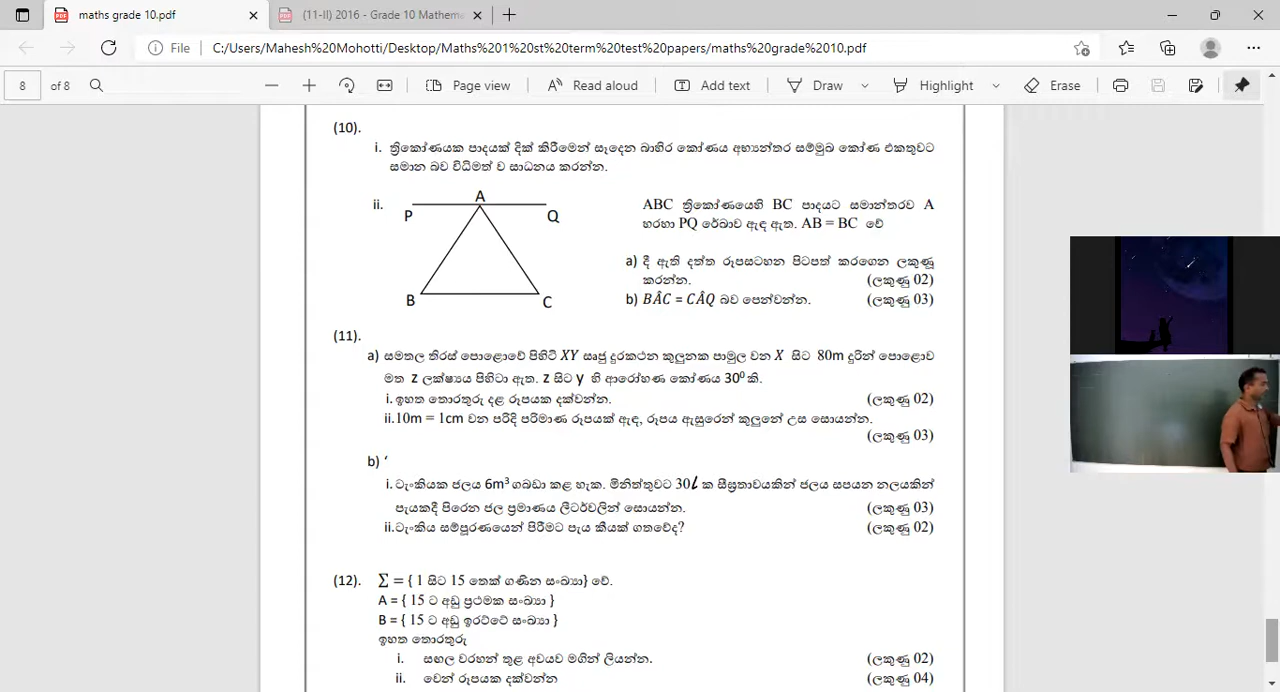 maths grade 10.pdf
(11-II) 2016 - Grade 10 Mathem
File C:/Users/Mahesh%20Mohotti/Desktop/Maths%201%20st%20term%20test%20papers/maths%20grade%2010.pdf
8 of 8 Page view Read aloud Add text Draw Highlight Erase
(10).
i. ත්‍රිකෝණයක පාදයක් දික් කිරීමෙන් සෑදෙන බාහිර කෝණය අභ්‍යන්තර සම්මුඛ කෝණ එකතුවට
සමාන බව විධිමත් ව සාධනය කරන්න.
ii.
A
P
Q
B
C
ABC ත්‍රිකෝණයෙහි BC පාදයට සමාන්තරව A
හරහා PQ රේඛාව ඇඳ ඇත. AB = BC වේ
a) දී ඇති දත්ත රූපසටහන පිටපත් කරගෙන ලකුණු
කරන්න. (ලකුණු 02)
b) BÂC = CÂQ බව පෙන්වන්න. (ලකුණු 03)
(11).
a) සමතල තිරස් පොළොවේ පිහිටි XY ඍජු දුරකථන කුලුනක පාමුල වන X සිට 80m දුරින් පොළොව
මත z ලක්ෂ්‍යය පිහිටා ඇත. z සිට y හි ආරෝහණ කෝණය 30⁰ කි.
i. ඉහත තොරතුරු දළ රූපයක දක්වන්න. (ලකුණු 02)
ii.10m = 1cm වන පරිදි පරිමාණ රූපයක් ඇඳ, රූපය ඇසුරෙන් කුලුනේ උස සොයන්න.
(ලකුණු 03)
b) ‘
i. ටැංකියක ජලය 6m³ ගබඩා කළ හැක. මිනිත්තුවට 30l ක සීඝ්‍රතාවයකින් ජලය සපයන නලයකින්
පැයකදී පිරෙන ජල ප්‍රමාණය ලීටර්වලින් සොයන්න. (ලකුණු 03)
ii.ටැංකිය සම්පූරණයෙන් පිරීමට පැය කීයක් ගතවේද? (ලකුණු 02)
(12). Σ = { 1 සිට 15 තෙක් ගණින සංඛ්‍යා} වේ.
A = { 15 ට අඩු ප්‍රථමක සංඛ්‍යා }
B = { 15 ට අඩු ඉරට්ටේ සංඛ්‍යා }
ඉහත තොරතුරු
i. සඟල වරහන් තුළ අවයව මගින් ලියන්න. (ලකුණු 02)
ii. වෙන් රූපයක දක්වන්න (ලකුණු 04)